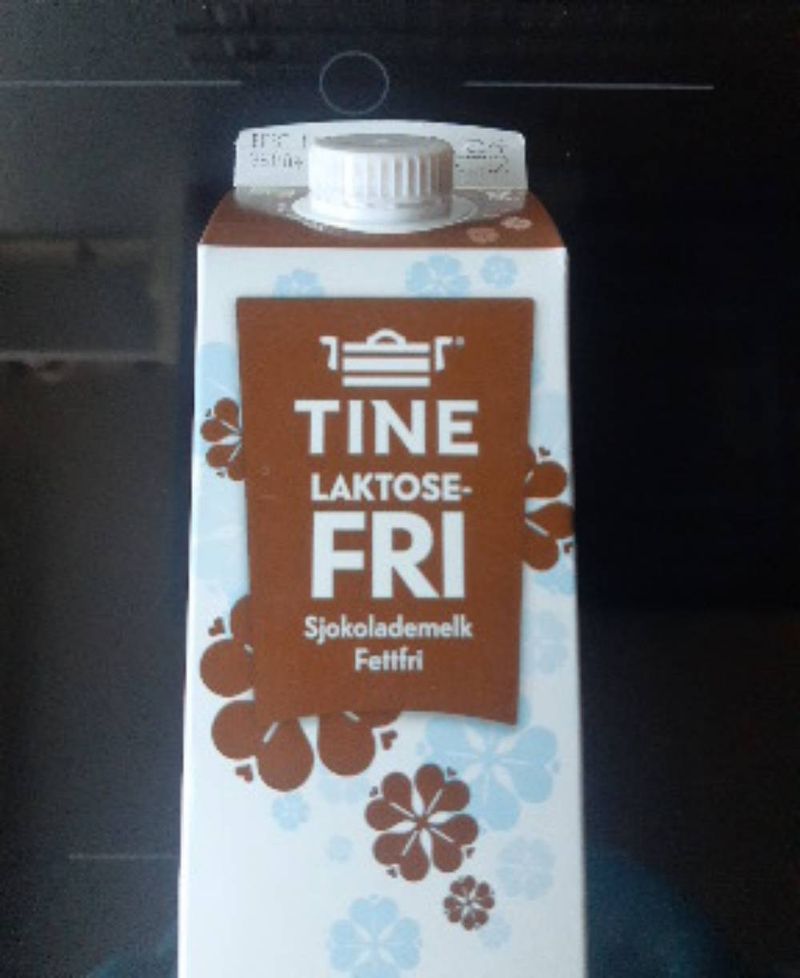 TINE
LAKTOSE-
FRI
Sjokolademelk
Fettfri